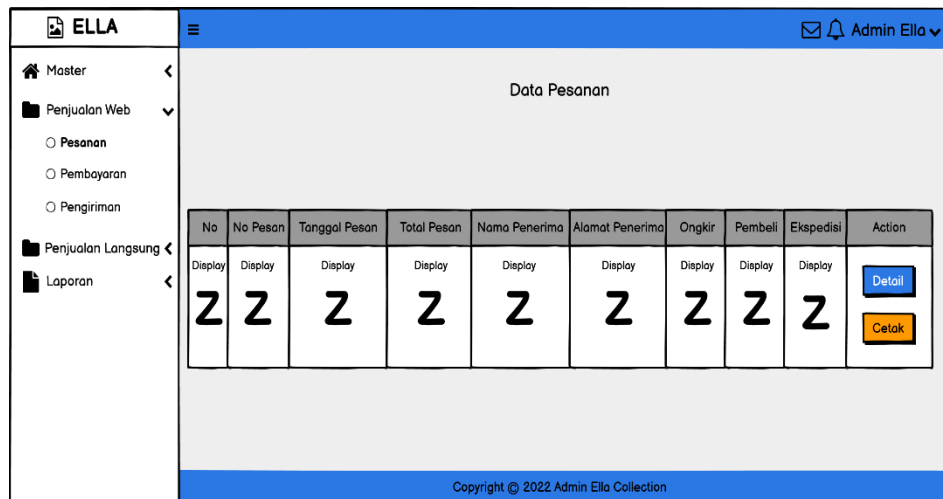 ELLA
Admin Ella
Master
Penjualan Web
Pesanan
Pembayaran
Pengiriman
Penjualan Langsung
Laporan
Data Pesanan
No No Pesan Tanggal Pesan Total Pesan Nama Penerima Alamat Penerima Ongkir Pembeli Ekspedisi Action
Display Display Display Display Display Display Display Display Display
Z Z Z Z Z Z Z Z Z
Detail
Cetak
Copyright © 2022 Admin Ella Collection